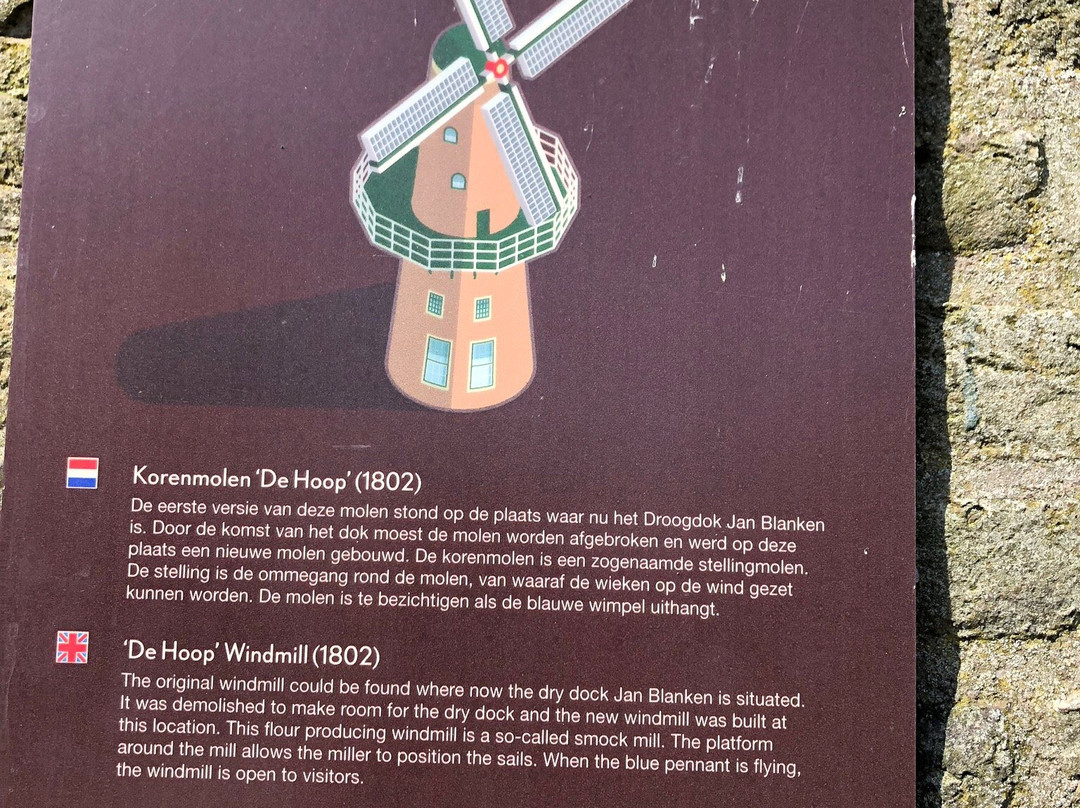 Korenmolen ‘De Hoop’ (1802)
De eerste versie van deze molen stond op de plaats waar nu het Droogdok Jan Blanken
is. Door de komst van het dok moest de molen worden afgebroken en werd op deze
plaats een nieuwe molen gebouwd. De korenmolen is een zogenaamde stellingmolen.
De stelling is de ommegang rond de molen, van waaraf de wieken op de wind gezet
kunnen worden. De molen is te bezichtigen als de blauwe wimpel uithangt.
‘De Hoop’ Windmill (1802)
The original windmill could be found where now the dry dock Jan Blanken is situated.
It was demolished to make room for the dry dock and the new windmill was built at
this location. This flour producing windmill is a so-called smock mill. The platform
around the mill allows the miller to position the sails. When the blue pennant is flying,
the windmill is open to visitors.